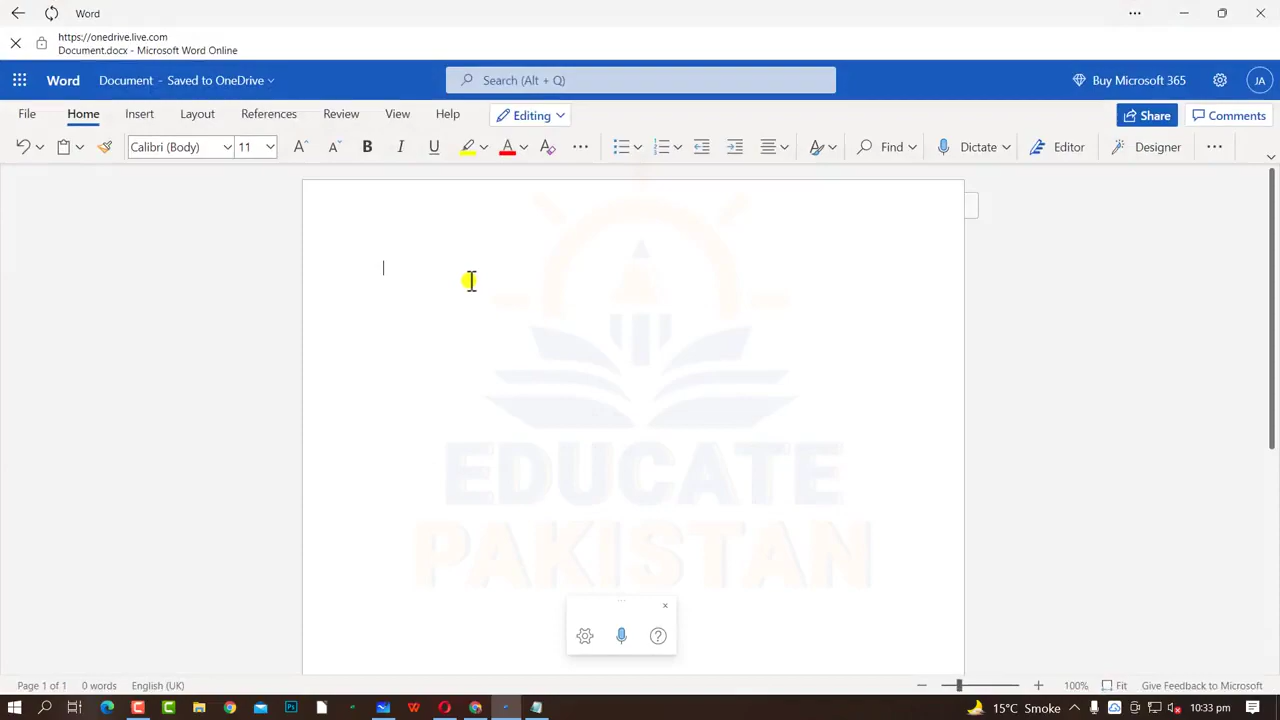 Word
https://onedrive.live.com
Document.docx - Microsoft Word Online
Word Document - Saved to OneDrive Search (Alt + Q) Buy Microsoft 365 JA
File Home Insert Layout References Review View Help Editing Share Comments
Calibri (Body) 11 A A B I U A A Find Dictate Editor Designer
EDUCATE
PAKISTAN
Page 1 of 1 0 words English (UK) 100% Fit Give Feedback to Microsoft
15°C Smoke 10:33 pm